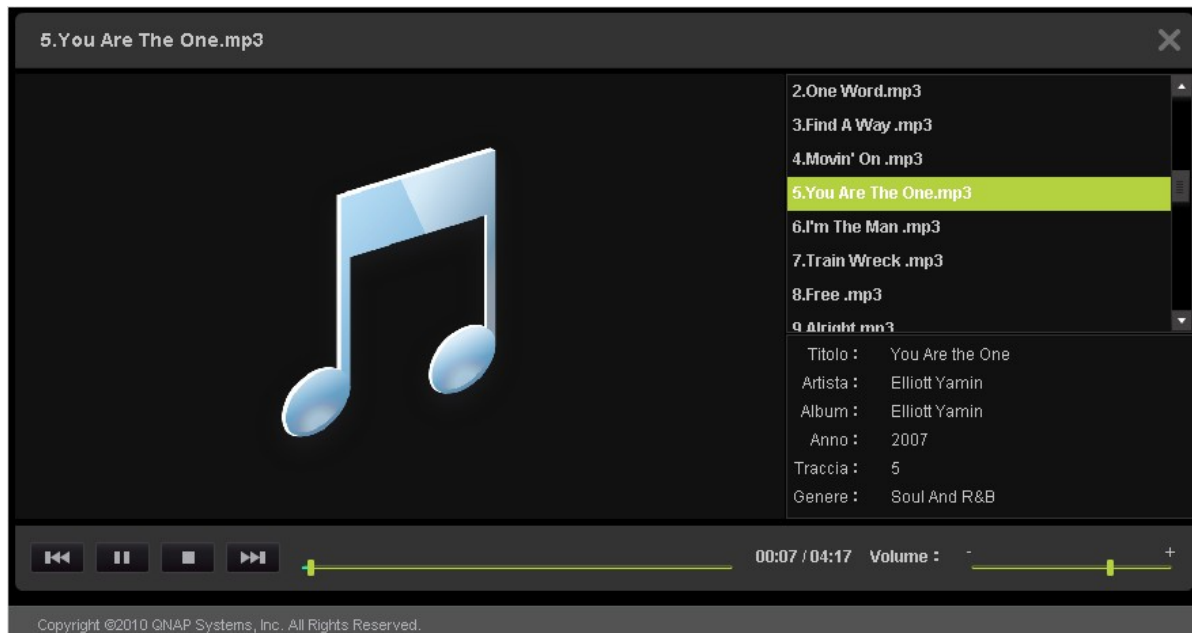 5.You Are The One.mp3
2.One Word.mp3
3.Find A Way .mp3
4.Movin' On .mp3
5.You Are The One.mp3
6.I'm The Man .mp3
7.Train Wreck .mp3
8.Free .mp3
9.Alright.mp3
Titolo : You Are the One
Artista : Elliott Yamin
Album : Elliott Yamin
Anno : 2007
Traccia : 5
Genere : Soul And R&B
00:07 / 04:17 Volume : - +
Copyright ©2010 QNAP Systems, Inc. All Rights Reserved.